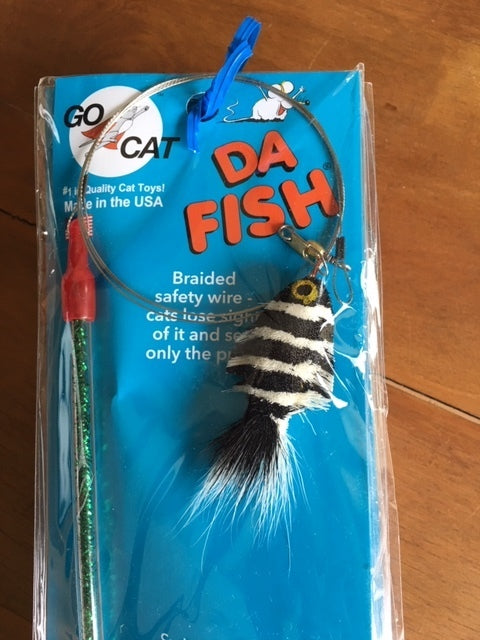 GO
CAT
#1 in Quality Cat Toys!
Made in the USA
DA
FISH
®
Braided
safety wire -
cats lose sight
of it and
only the